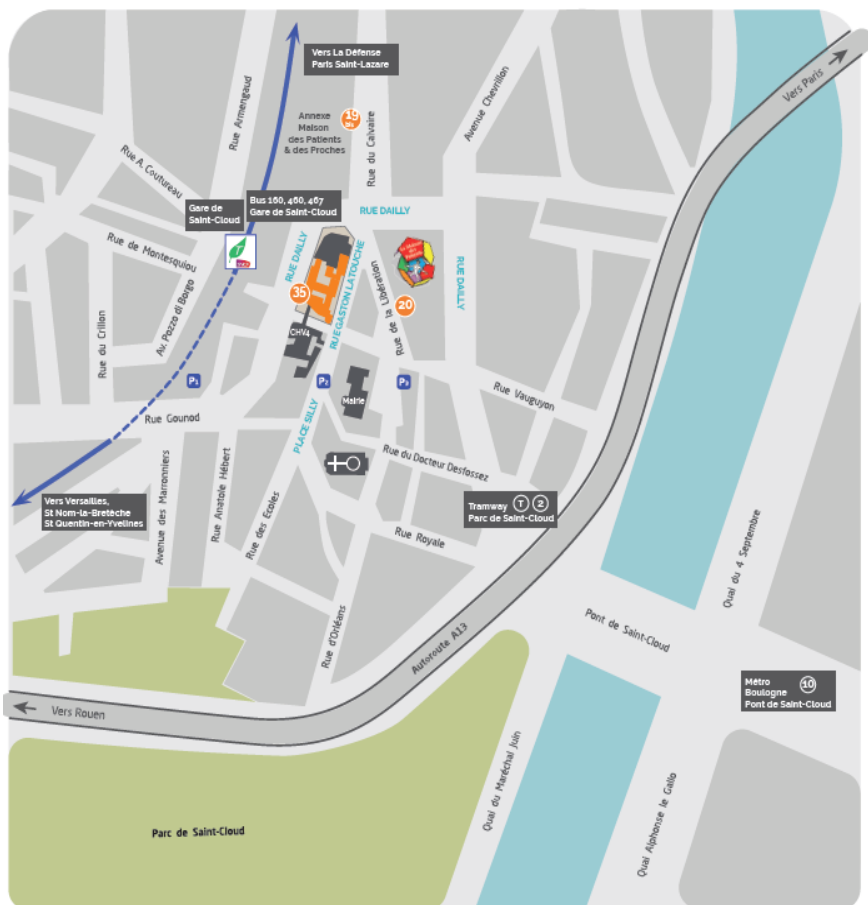 Vers La Défense
Paris Saint-Lazare
Vers Paris
Rue Armengaud
Annexe
Maison
des Patients
& des Proches
19
bis
Rue du Calvaire
Avenue Chevrillon
Rue A. Coutureau
Gare de
Saint-Cloud
Bus 160, 460, 467
Gare de Saint-Cloud
RUE DAILLY
Rue de Montesquiou
RUE DAILLY
35
RUE GASTON LATOUCHE
Rue de la Libération
20
RUE DAILLY
Av. Pozzo di Borgo
Rue du Crillon
CHV4
P1
P2
P3
Mairie
Rue Vauguyon
Rue Gounod
PLACE SILLY
Rue du Docteur Desfossez
Vers Versailles,
St Nom-la-Bretèche
St Quentin-en-Yvelines
Avenue des Marronniers
Rue Anatole Hébert
Rue des Ecoles
Tramway T 2
Parc de Saint-Cloud
Rue Royale
Quai du 4 Septembre
Rue d'Orléans
Autoroute A13
Pont de Saint-Cloud
Métro 10
Boulogne
Pont de Saint-Cloud
Vers Rouen
Quai du Maréchal Juin
Quai Alphonse le Gallo
Parc de Saint-Cloud